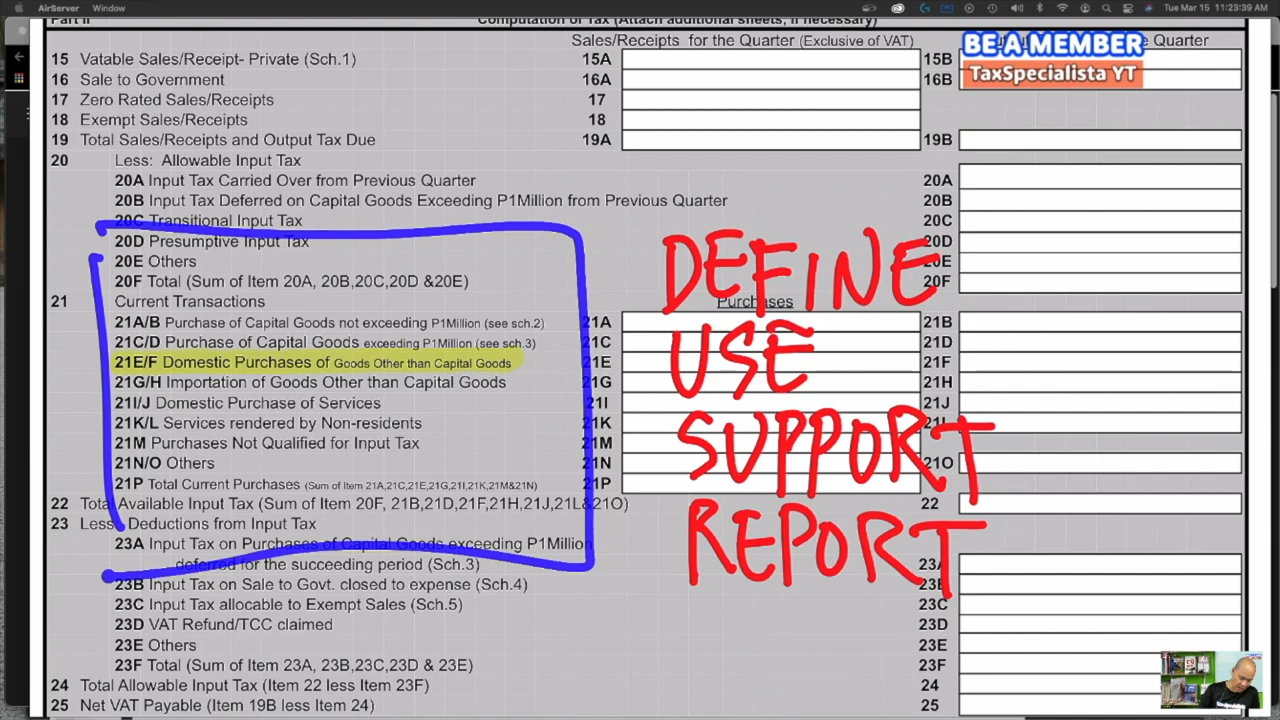 AirServer File Edit View Window Help
Tue Mar 15 11:23:39 AM
Part II Computation of Tax (Attach additional sheets, if necessary)
Sales/Receipts for the Quarter (Exclusive of VAT)
Quarter
BE A MEMBER
TaxSpecialista YT
15 Vatable Sales/Receipt- Private (Sch.1) 15A 15B
16 Sale to Government 16A 16B
17 Zero Rated Sales/Receipts 17
18 Exempt Sales/Receipts 18
19 Total Sales/Receipts and Output Tax Due 19A 19B
20 Less: Allowable Input Tax
20A Input Tax Carried Over from Previous Quarter 20A
20B Input Tax Deferred on Capital Goods Exceeding P1Million from Previous Quarter 20B
20C Transitional Input Tax 20C
20D Presumptive Input Tax 20D
20E Others 20E
20F Total (Sum of Item 20A, 20B,20C,20D &20E) 20F
21 Current Transactions Purchases
21A/B Purchase of Capital Goods not exceeding P1Million (see sch.2) 21A 21B
21C/D Purchase of Capital Goods exceeding P1Million (see sch.3) 21C 21D
21E/F Domestic Purchases of Goods Other than Capital Goods 21E 21F
21G/H Importation of Goods Other than Capital Goods 21G 21H
21I/J Domestic Purchase of Services 21I 21J
21K/L Services rendered by Non-residents 21K
21M Purchases Not Qualified for Input Tax 21M
21N/O Others 21N 21O
21P Total Current Purchases (Sum of Item 21A,21C,21E,21G,21I,21K,21M&21N) 21P
22 Total Available Input Tax (Sum of Item 20F, 21B,21D,21F,21H,21J,21L&21O) 22
23 Less: Deductions from Input Tax
23A Input Tax on Purchases of Capital Goods exceeding P1Million
deferred for the succeeding period (Sch.3) 23A
23B Input Tax on Sale to Govt. closed to expense (Sch.4)
23C Input Tax allocable to Exempt Sales (Sch.5) 23C
23D VAT Refund/TCC claimed 23D
23E Others 23E
23F Total (Sum of Item 23A, 23B,23C,23D & 23E) 23F
24 Total Allowable Input Tax (Item 22 less Item 23F) 24
25 Net VAT Payable (Item 19B less Item 24) 25
DEFINE
USE
SUPPORT
REPORT